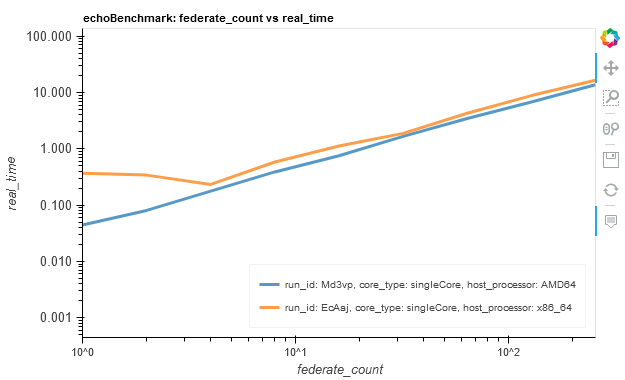 echoBenchmark: federate_count vs real_time
100.000
10.000
1.000
0.100
0.010
0.001
real_time
run_id: Md3vp, core_type: singleCore, host_processor: AMD64
run_id: EcAaj, core_type: singleCore, host_processor: x86_64
10^0
10^1
10^2
federate_count